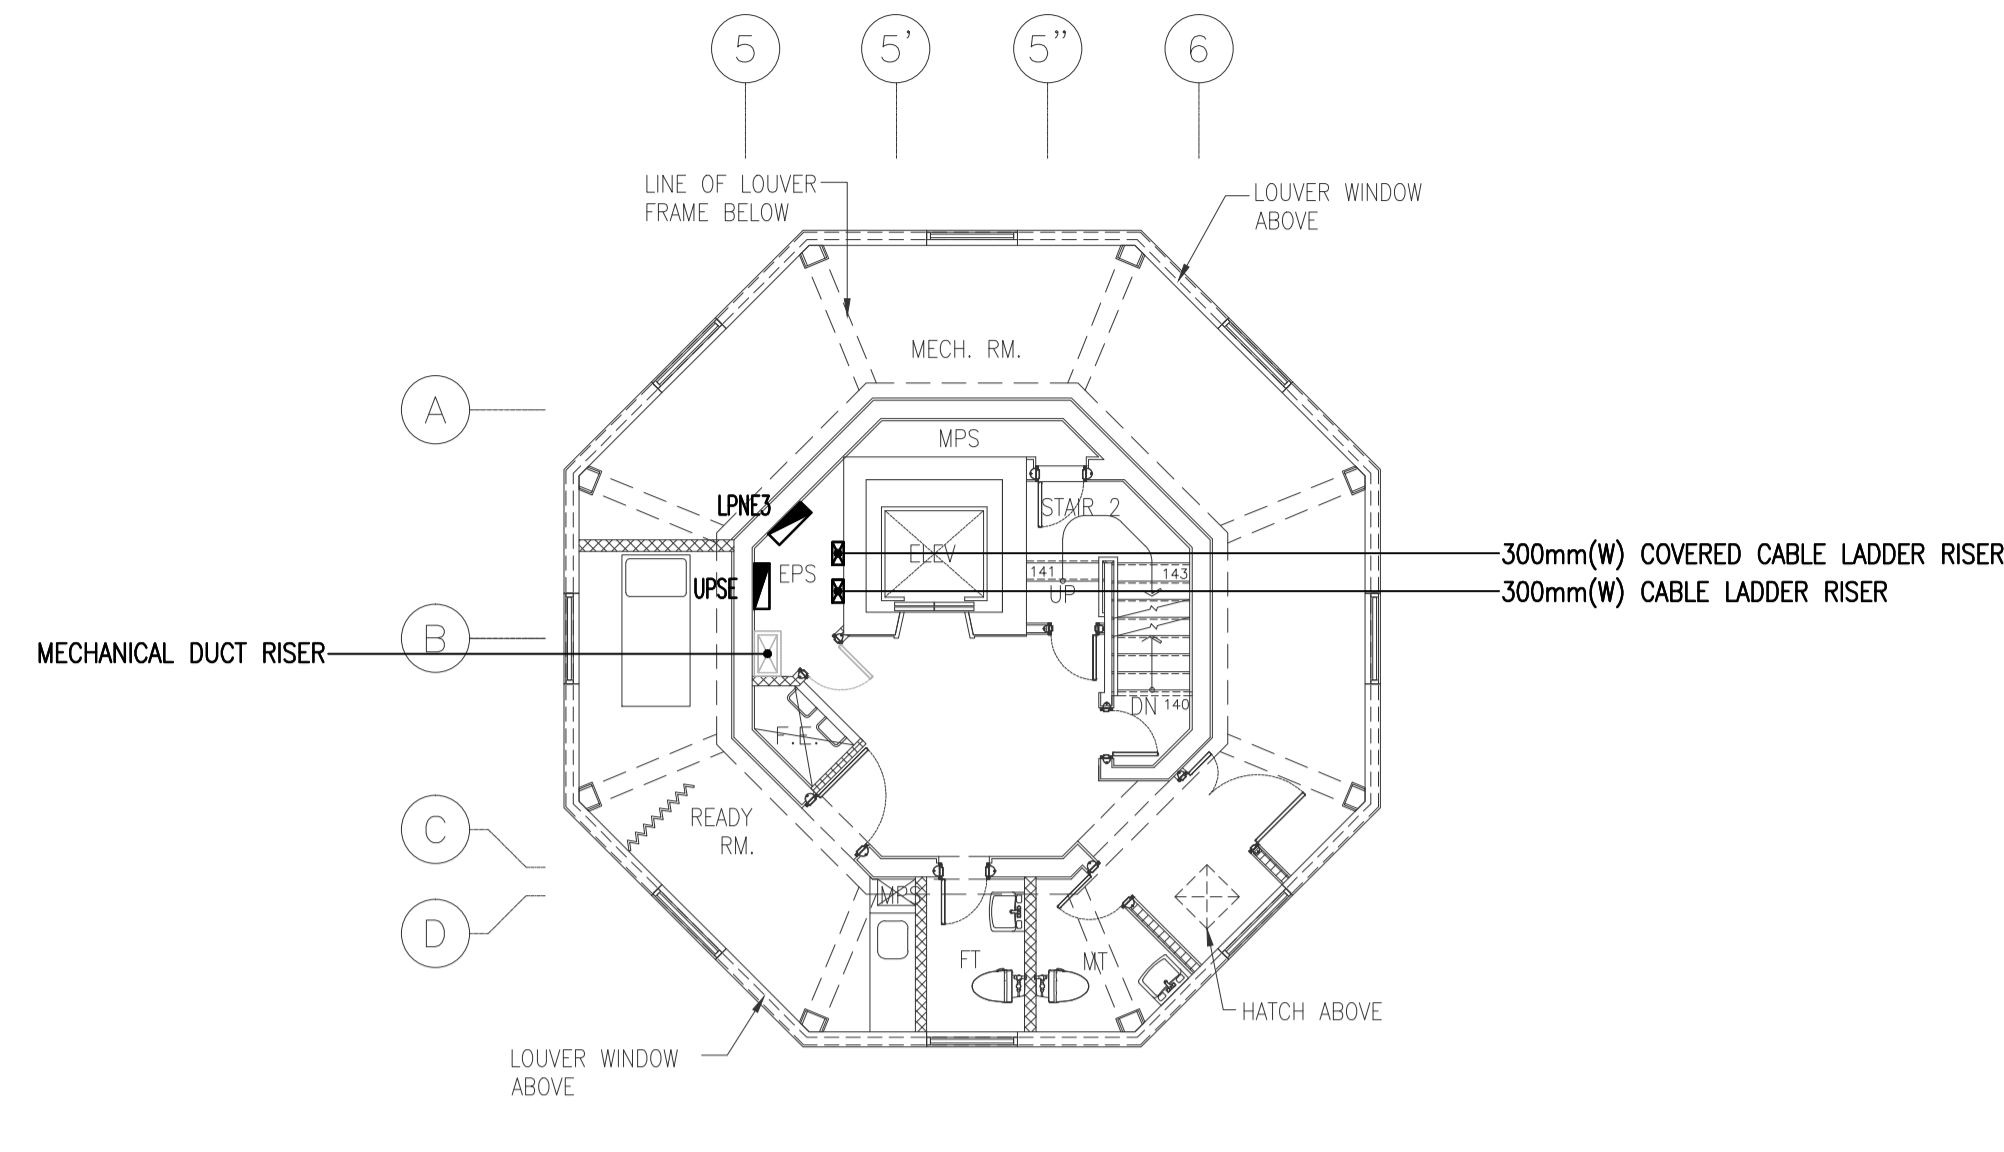 5
5'
5''
6
LINE OF LOUVER
FRAME BELOW
LOUVER WINDOW
ABOVE
MECH. RM.
A
MPS
LPNE3
STAIR 2
ELEV
300mm(W) COVERED CABLE LADDER RISER
EPS
141
143
UPSE
UP
300mm(W) CABLE LADDER RISER
B
MECHANICAL DUCT RISER
DN
140
F.E.
C
READY
RM.
MPS
D
FT
MT
HATCH ABOVE
LOUVER WINDOW
ABOVE